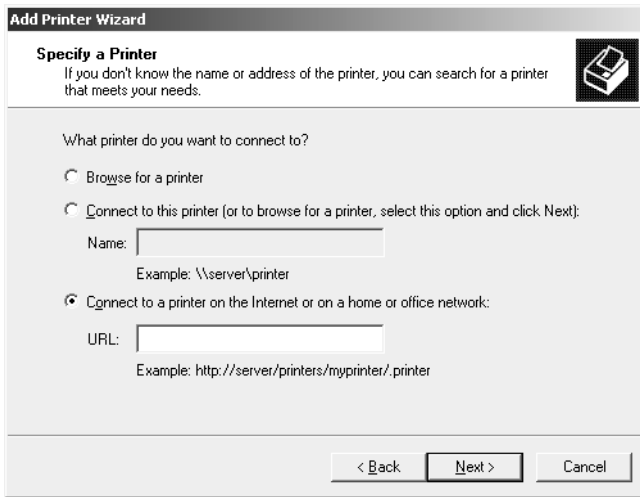 Add Printer Wizard
Specify a Printer
If you don't know the name or address of the printer, you can search for a printer
that meets your needs.
What printer do you want to connect to?
Browse for a printer
Connect to this printer (or to browse for a printer, select this option and click Next):
Name:
Example: \\server\printer
Connect to a printer on the Internet or on a home or office network:
URL:
Example: http://server/printers/myprinter/.printer
< Back Next > Cancel